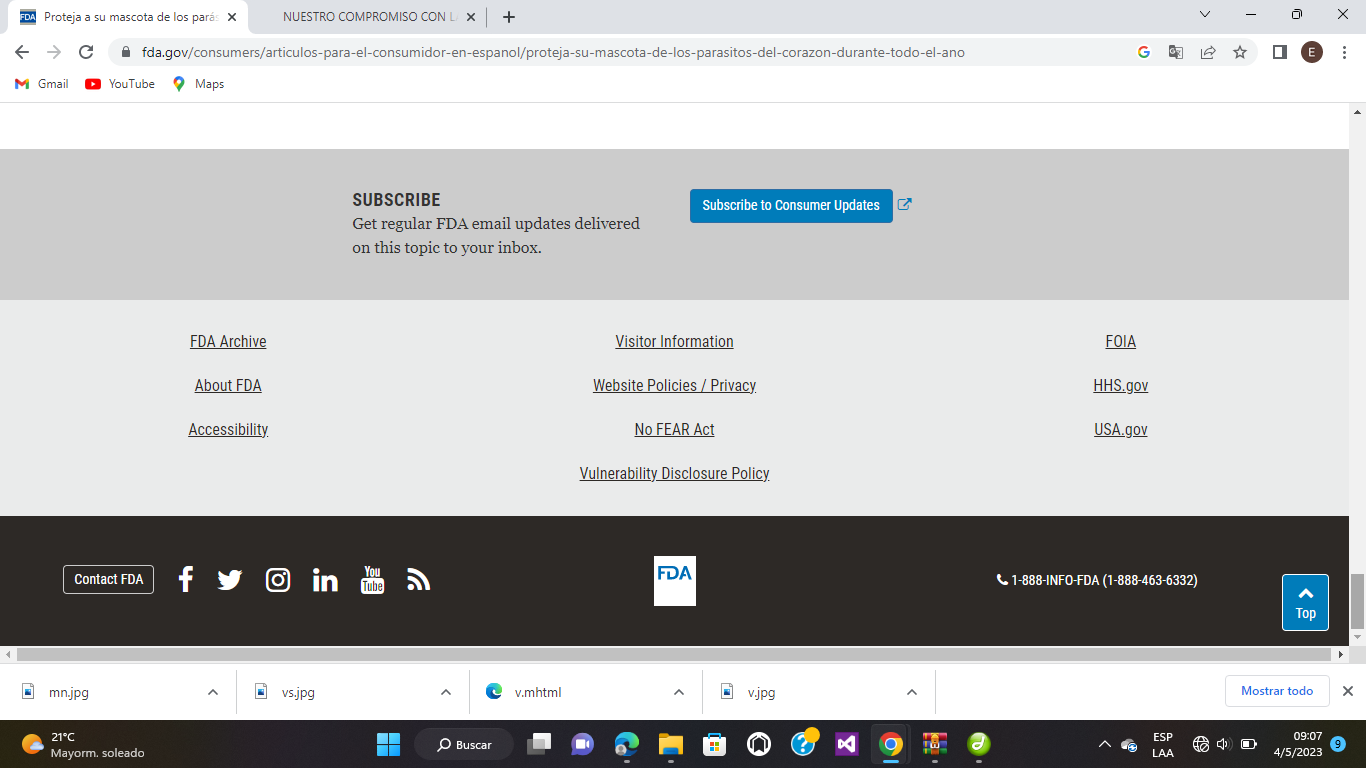 Proteja a su mascota de los pará
NUESTRO COMPROMISO CON L
fda.gov/consumers/articulos-para-el-consumidor-en-espanol/proteja-su-mascota-de-los-parasitos-del-corazon-durante-todo-el-ano
E
Gmail
YouTube
Maps
SUBSCRIBE
Get regular FDA email updates delivered
on this topic to your inbox.
Subscribe to Consumer Updates
FDA Archive
Visitor Information
FOIA
About FDA
Website Policies / Privacy
HHS.gov
Accessibility
No FEAR Act
USA.gov
Vulnerability Disclosure Policy
Contact FDA
You
Tube
FDA
1-888-INFO-FDA (1-888-463-6332)
Top
mn.jpg
vs.jpg
v.mhtml
v.jpg
Mostrar todo
21°C
Mayorm. soleado
Buscar
ESP
LAA
09:07
4/5/2023
9